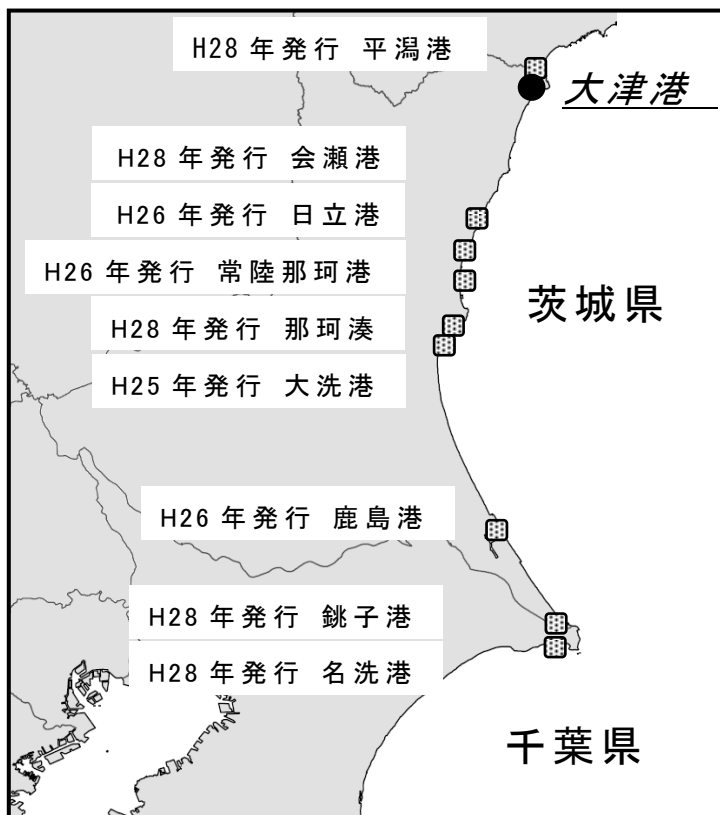 H28 年発行 平潟港
大津港
H28 年発行 会瀬港
H26 年発行 日立港
H26 年発行 常陸那珂港
茨城県
H28 年発行 那珂湊
H25 年発行 大洗港
H26 年発行 鹿島港
H28 年発行 銚子港
H28 年発行 名洗港
千葉県